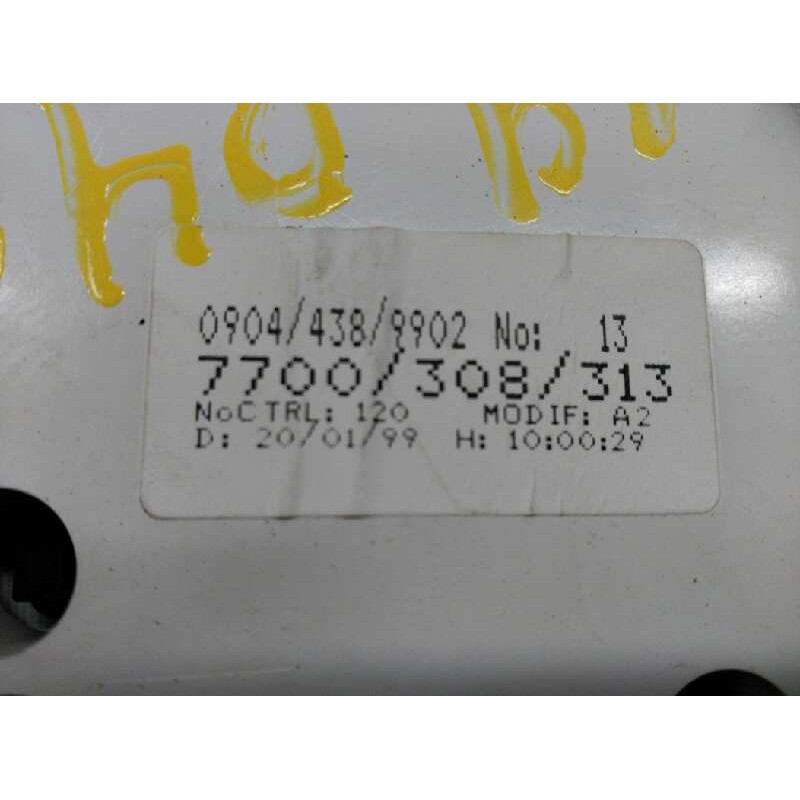 0904/438/9902 No: 13
7700/308/313
NoCTRL: 120 MODIF: A2
D: 20/01/99 H: 10:00:29